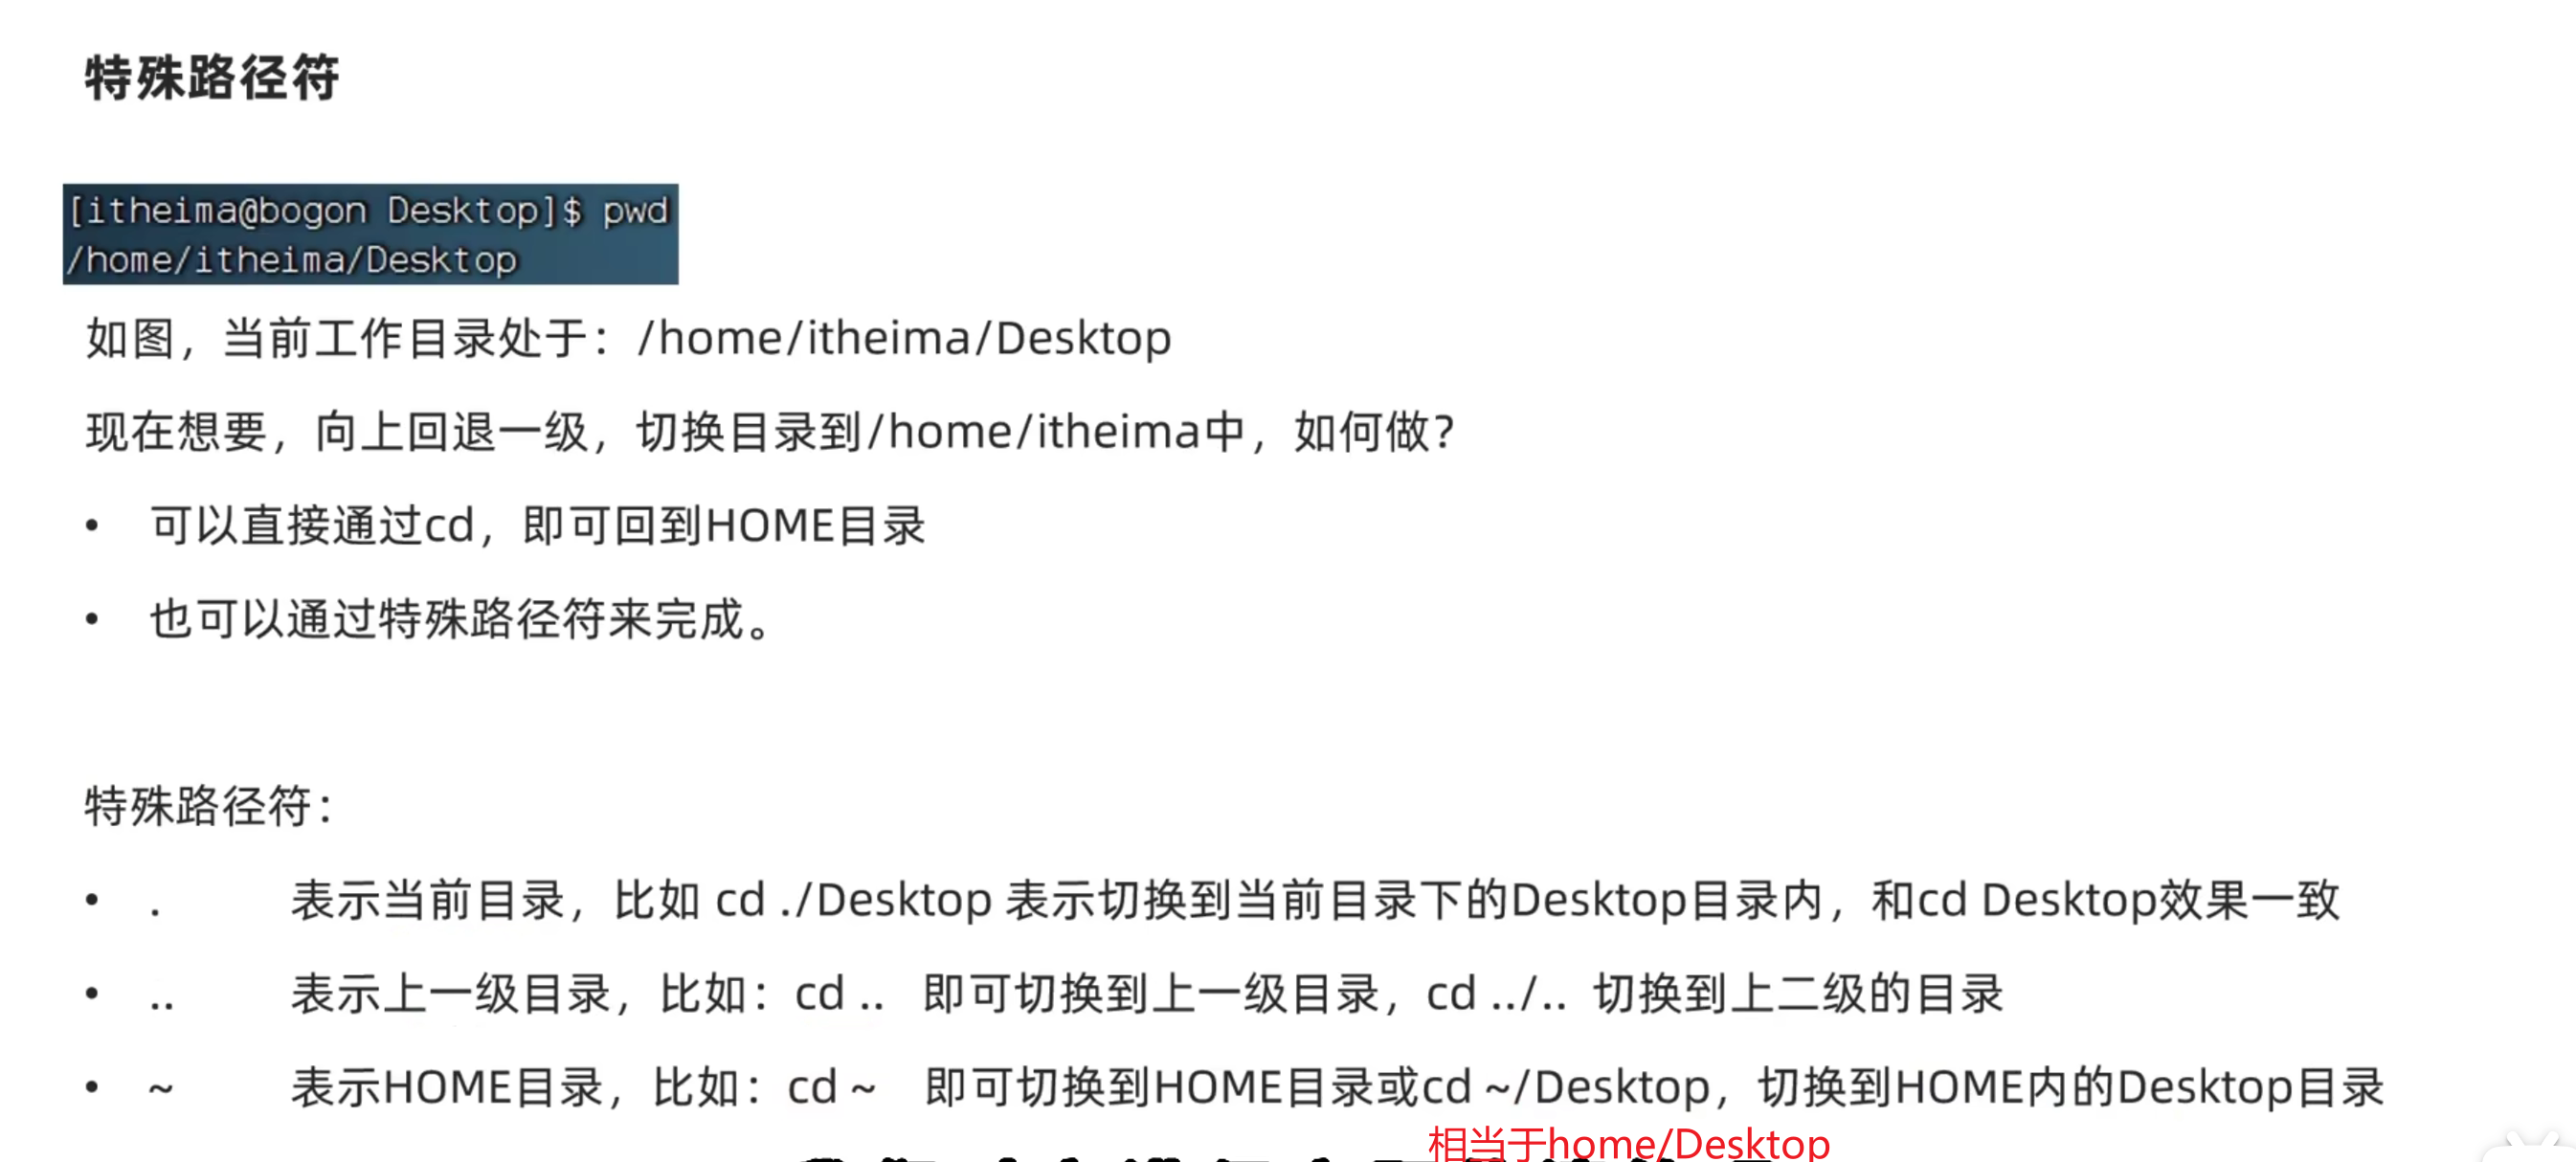 特殊路径符
[itheima@bogon Desktop]$ pwd
/home/itheima/Desktop
如图，当前工作目录处于：/home/itheima/Desktop
现在想要，向上回退一级，切换目录到/home/itheima中，如何做？
• 可以直接通过cd，即可回到HOME目录
• 也可以通过特殊路径符来完成。
特殊路径符：
• . 表示当前目录，比如 cd ./Desktop 表示切换到当前目录下的Desktop目录内，和cd Desktop效果一致
• .. 表示上一级目录，比如：cd .. 即可切换到上一级目录，cd ../.. 切换到上二级的目录
• ~ 表示HOME目录，比如：cd ~ 即可切换到HOME目录或cd ~/Desktop，切换到HOME内的Desktop目录
相当于home/Desktop